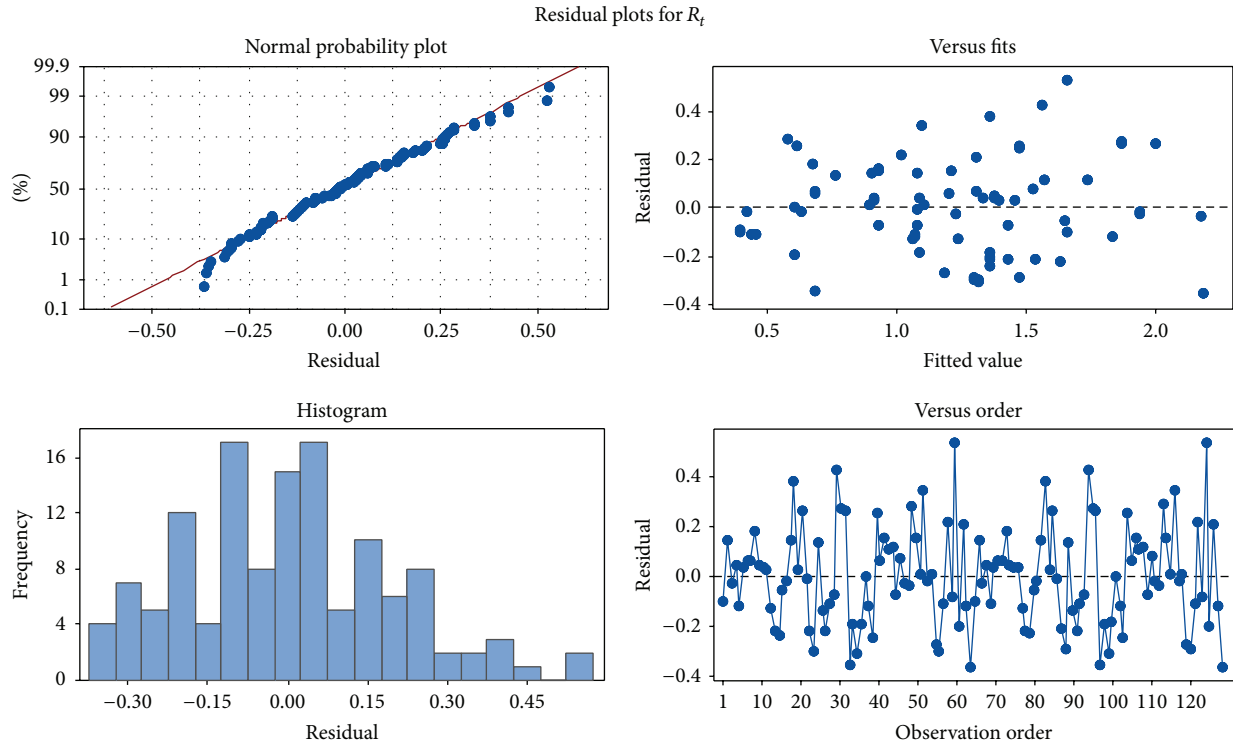 Residual plots for R_t
Normal probability plot
99.9
99
90
50
10
1
0.1
(%)
−0.50 −0.25 0.00 0.25 0.50
Residual
Versus fits
0.4
0.2
0.0
−0.2
−0.4
Residual
0.5 1.0 1.5 2.0
Fitted value
Histogram
16
12
8
4
0
Frequency
−0.30 −0.15 0.00 0.15 0.30 0.45
Residual
Versus order
0.4
0.2
0.0
−0.2
−0.4
Residual
1 10 20 30 40 50 60 70 80 90 100 110 120
Observation order